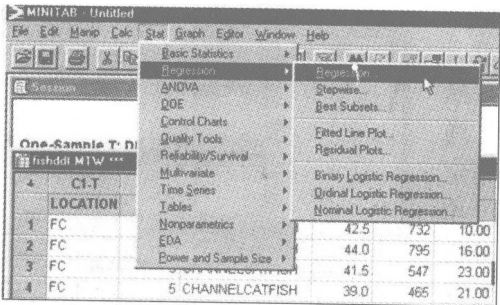 MINITAB - Untitled
File Edit Manip Calc Stat Graph Editor Window Help
Basic Statistics
Regression
ANOVA
DOE
Control Charts
Quality Tools
Reliability/Survival
Multivariate
Time Series
Tables
Nonparametrics
EDA
Power and Sample Size
Regression
Stepwise...
Best Subsets...
Fitted Line Plot...
Residual Plots...
Binary Logistic Regression...
Ordinal Logistic Regression...
Nominal Logistic Regression...
Session
One-Sample T: D
fishddt.MTW ***
C1-T
LOCATION
1 FC 42.5 732 10.00
2 FC 44.0 795 16.00
3 FC 41.5 547 23.00
4 FC 5 CHANNELCATFISH 39.0 465 21.00